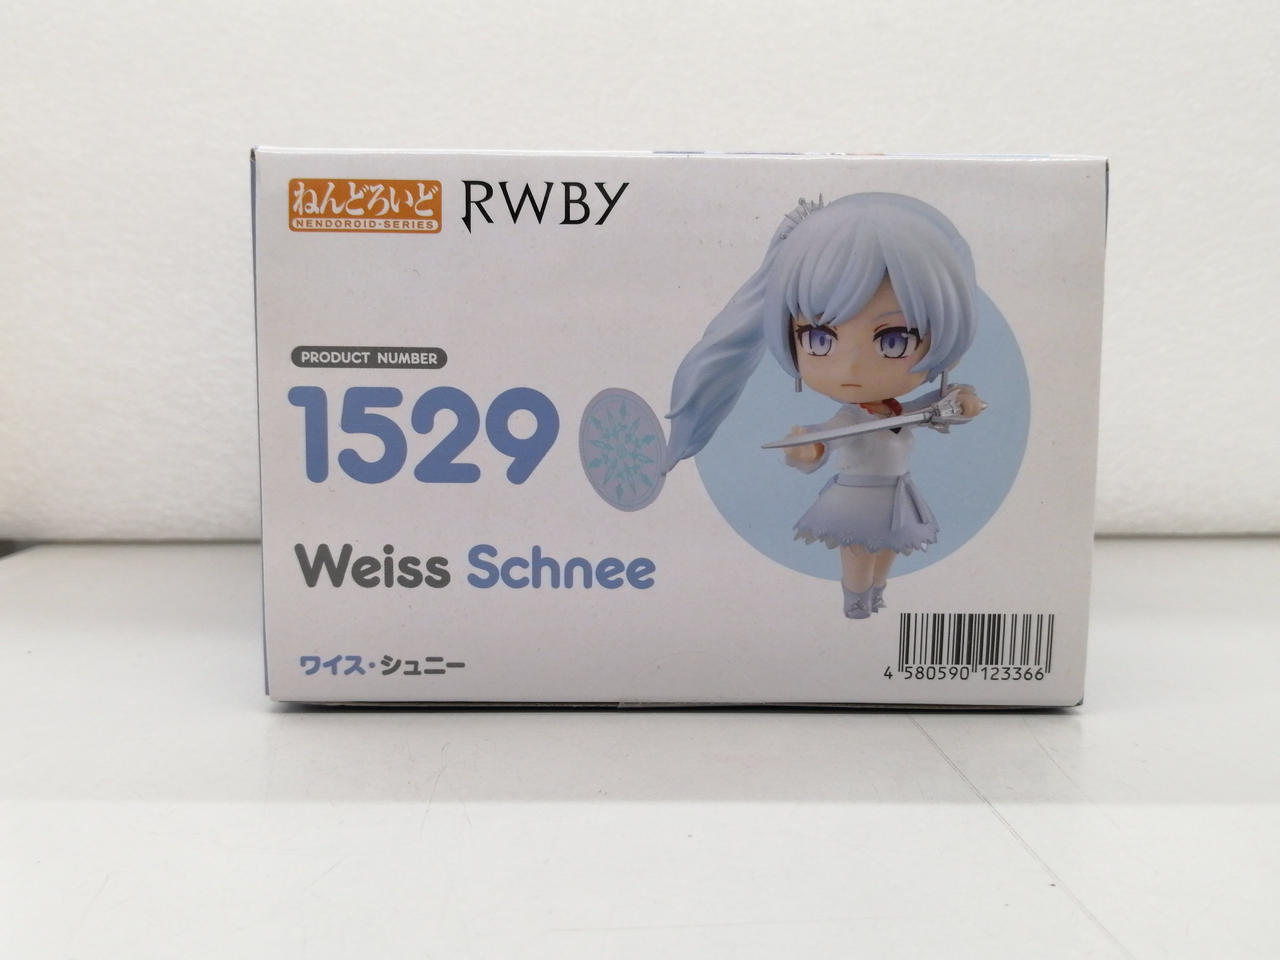 ねんどろいど
NENDOROID·SERIES
RWBY
PRODUCT NUMBER
1529
Weiss Schnee
ワイス・シュニー
4 580590 123366